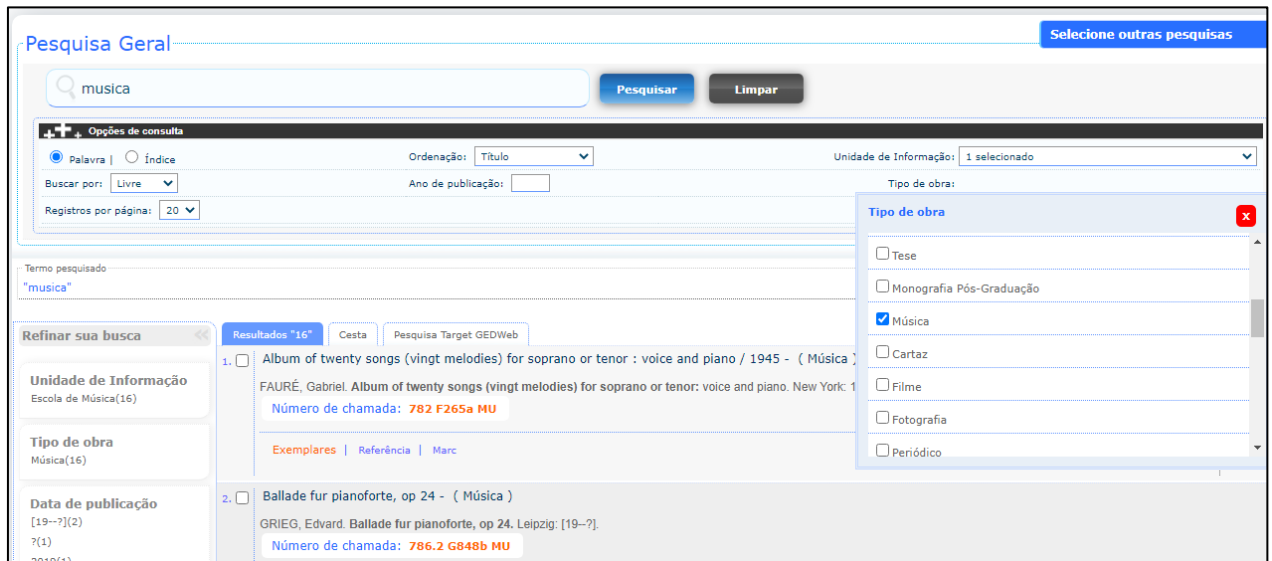 Selecione outras pesquisas
Pesquisa Geral
musica
Pesquisar
Limpar
Opções de consulta
Palavra | Índice
Ordenação: Título
Unidade de Informação: 1 selecionado
Buscar por: Livre
Ano de publicação:
Tipo de obra:
Registros por página: 20
Tipo de obra
x
Tese
Monografia Pós-Graduação
Música
Cartaz
Filme
Fotografia
Periódico
Termo pesquisado
"musica"
Refinar sua busca
Unidade de Informação
Escola de Música(16)
Tipo de obra
Música(16)
Data de publicação
[19--?](2)
?(1)
Resultados "16"
Cesta
Pesquisa Target GEDWeb
1. Album of twenty songs (vingt melodies) for soprano or tenor : voice and piano / 1945 - ( Música )
FAURÉ, Gabriel. Album of twenty songs (vingt melodies) for soprano or tenor: voice and piano. New York: 1
Número de chamada: 782 F265a MU
Exemplares | Referência | Marc
2. Ballade fur pianoforte, op 24 - ( Música )
GRIEG, Edvard. Ballade fur pianoforte, op 24. Leipzig: [19--?].
Número de chamada: 786.2 G848b MU